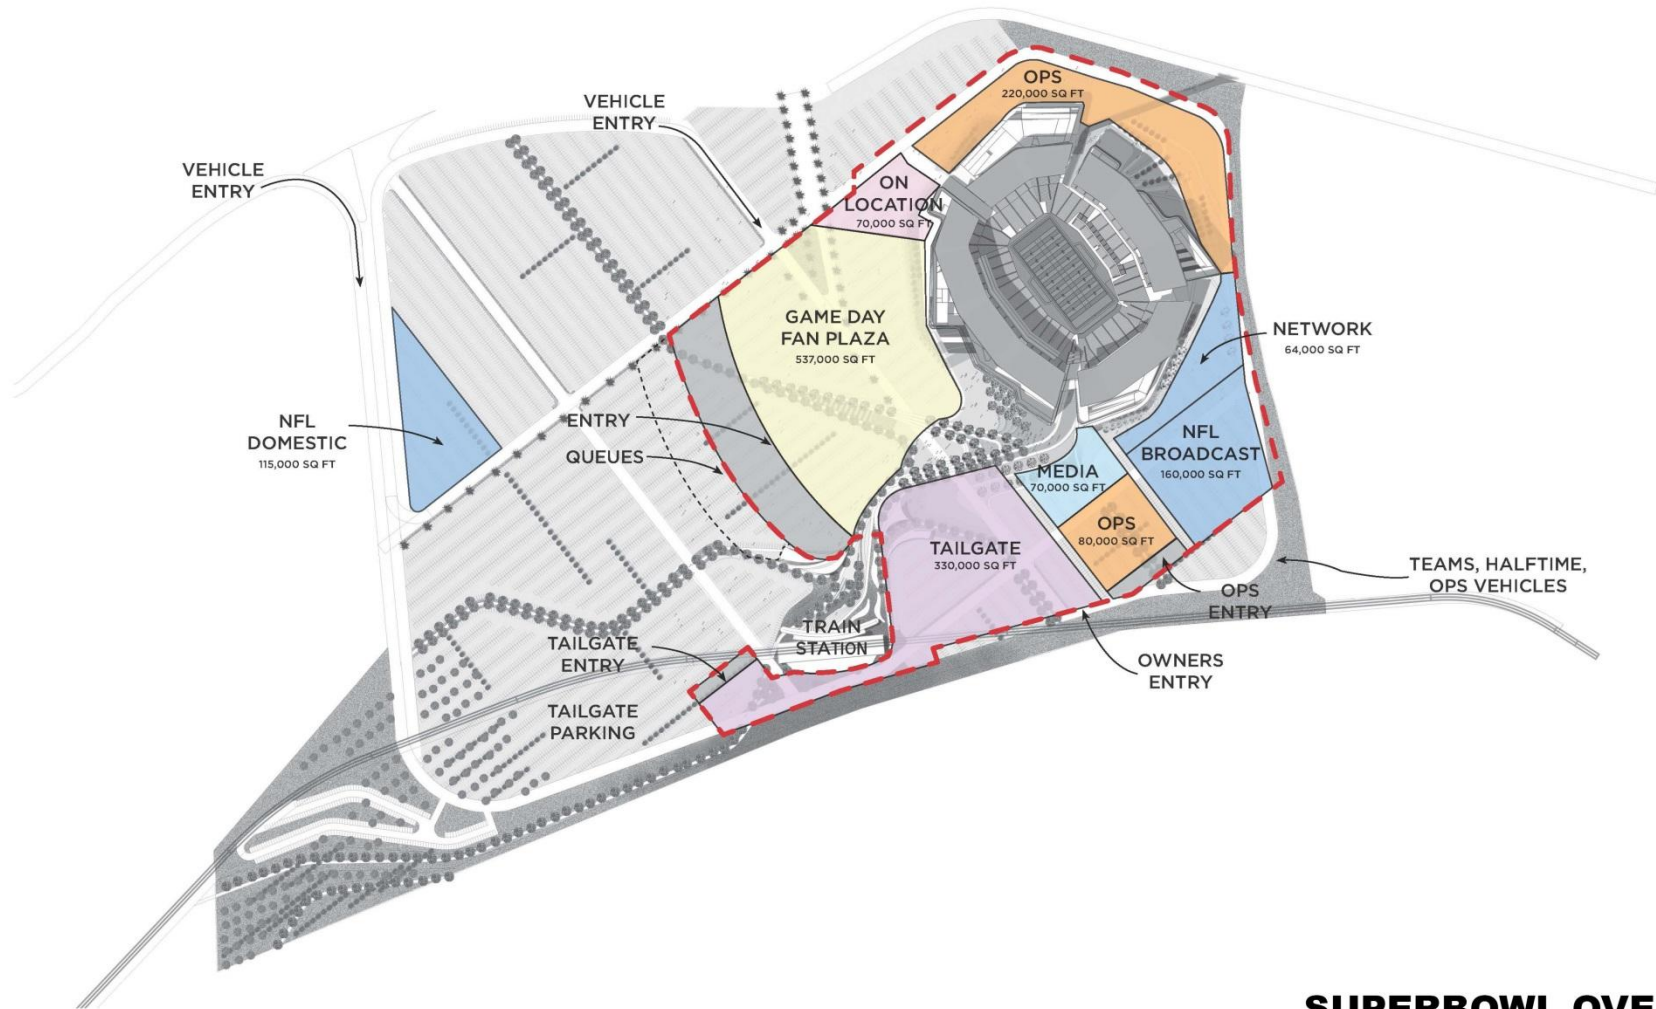 OPS
220,000 SQ FT
VEHICLE
ENTRY
VEHICLE
ENTRY
ON
LOCATION
70,000 SQ FT
GAME DAY
FAN PLAZA
537,000 SQ FT
NETWORK
64,000 SQ FT
NFL
DOMESTIC
115,000 SQ FT
ENTRY
QUEUES
NFL
BROADCAST
160,000 SQ FT
MEDIA
70,000 SQ FT
OPS
80,000 SQ FT
TAILGATE
330,000 SQ FT
TEAMS, HALFTIME,
OPS VEHICLES
OPS
ENTRY
TRAIN
STATION
TAILGATE
ENTRY
OWNERS
ENTRY
TAILGATE
PARKING
SUPERBOWL OVE